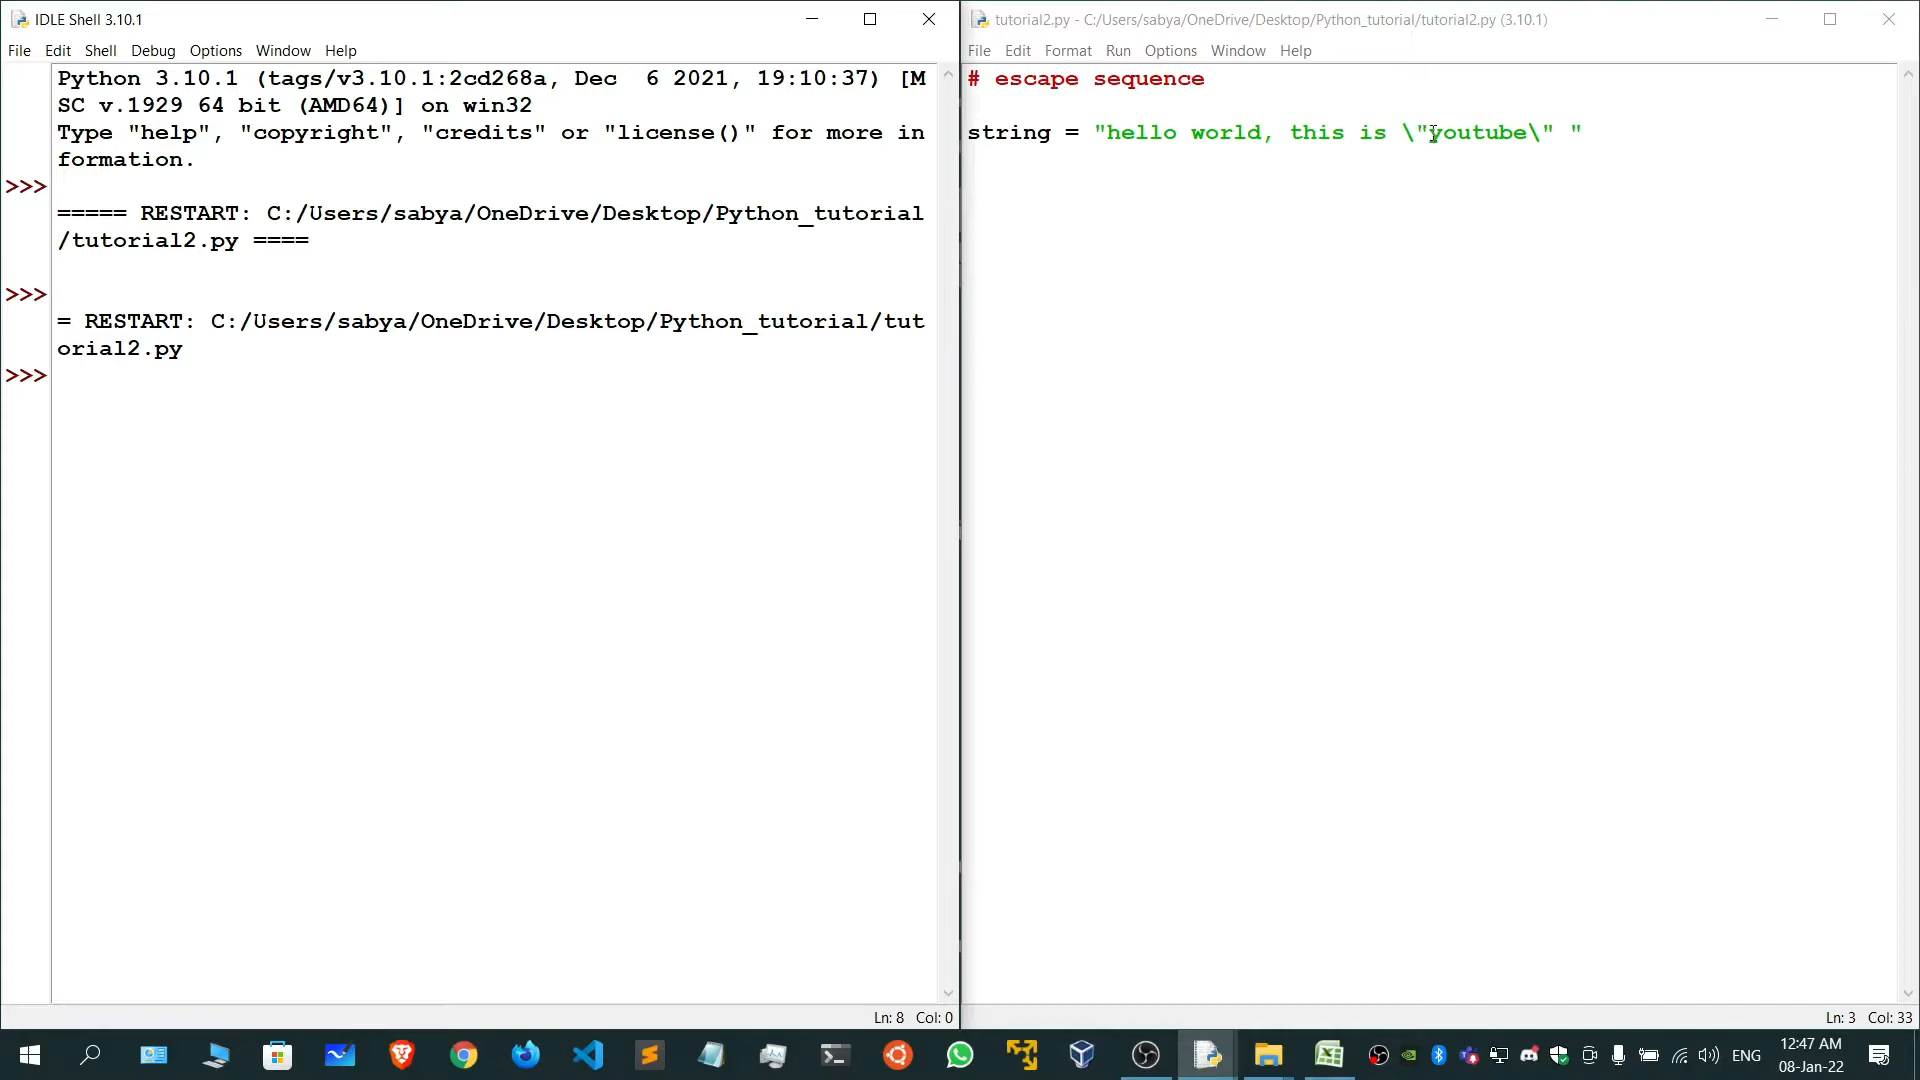 IDLE Shell 3.10.1
File Edit Shell Debug Options Window Help
Python 3.10.1 (tags/v3.10.1:2cd268a, Dec  6 2021, 19:10:37) [M
SC v.1929 64 bit (AMD64)] on win32
Type "help", "copyright", "credits" or "license()" for more in
formation.
>>>
===== RESTART: C:/Users/sabya/OneDrive/Desktop/Python_tutorial
/tutorial2.py ====
>>>
= RESTART: C:/Users/sabya/OneDrive/Desktop/Python_tutorial/tut
orial2.py
>>>
Ln: 8 Col: 0
tutorial2.py - C:/Users/sabya/OneDrive/Desktop/Python_tutorial/tutorial2.py (3.10.1)
File Edit Format Run Options Window Help
# escape sequence
string = "hello world, this is \"youtube\" "
Ln: 3 Col: 33
ENG
12:47 AM
08-Jan-22